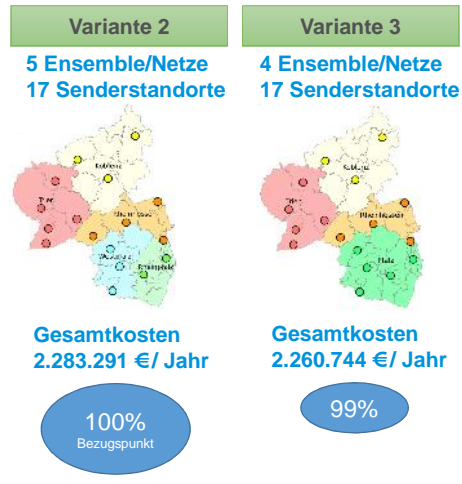 Variante 2
5 Ensemble/Netze
17 Senderstandorte
Koblenz
Trier
Rheinhessen
Westpfalz
Gesamtkosten
2.283.291 €/ Jahr
100%
Bezugspunkt
Variante 3
4 Ensemble/Netze
17 Senderstandorte
Koblenz
Trier
Rheinhessen
Pfalz
Gesamtkosten
2.260.744 €/ Jahr
99%